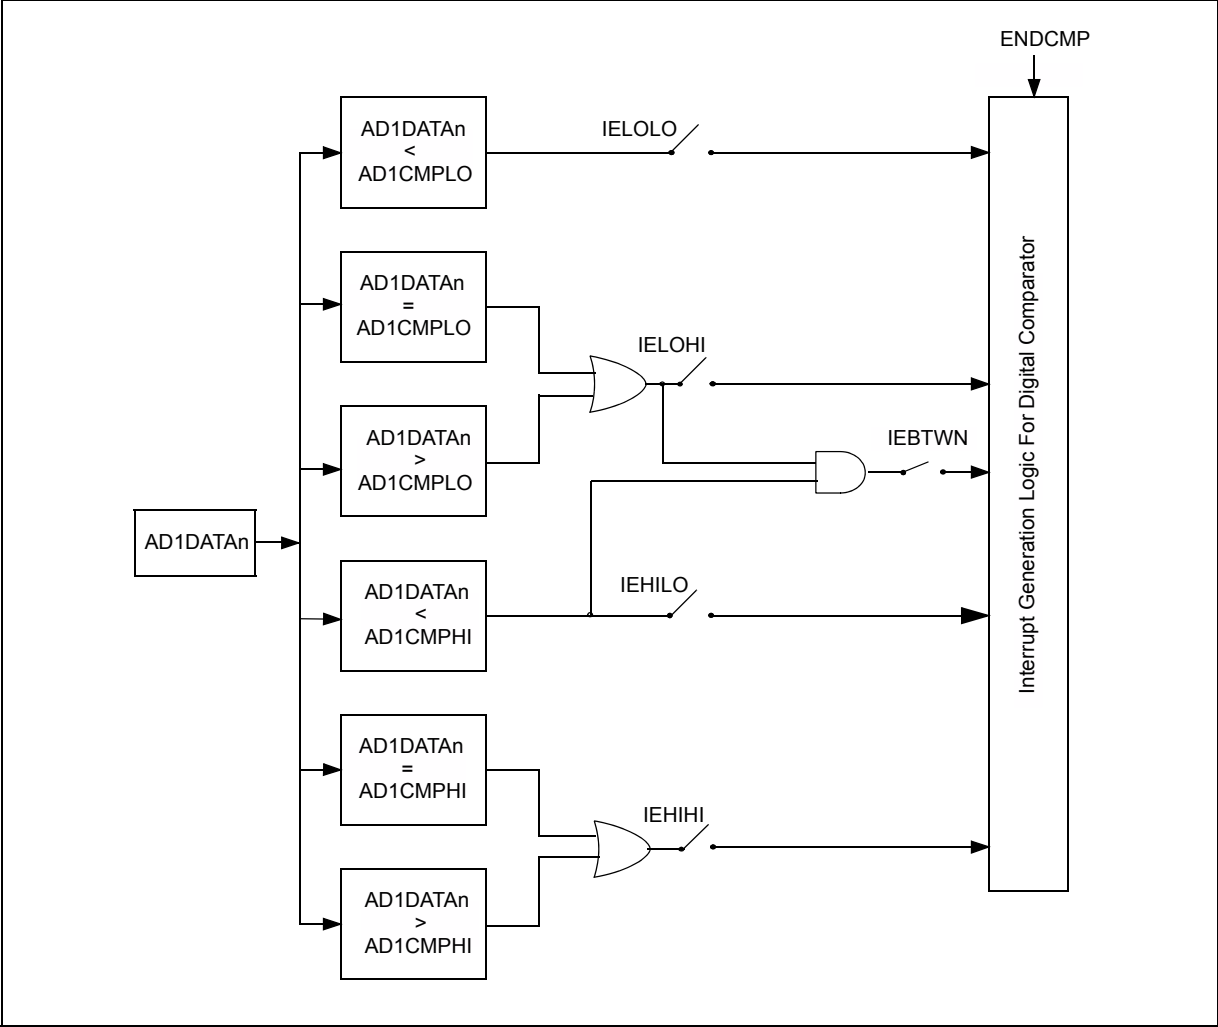 ENDCMP
AD1DATAn
<
AD1CMPLO
IELOLO
AD1DATAn
=
AD1CMPLO
IELOHI
AD1DATAn
>
AD1CMPLO
IEBTWN
AD1DATAn
AD1DATAn
<
AD1CMPHI
IEHILO
AD1DATAn
=
AD1CMPHI
IEHIHI
AD1DATAn
>
AD1CMPHI
Interrupt Generation Logic For Digital Comparator